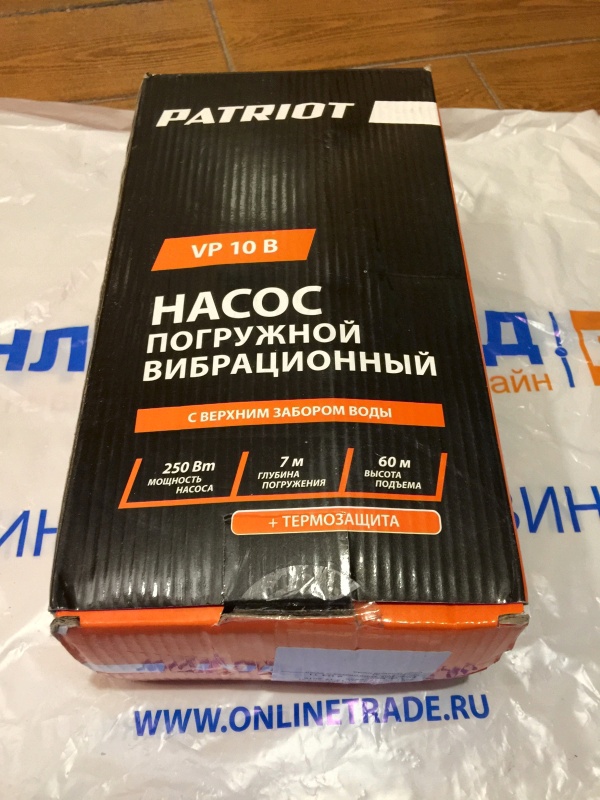 PATRIOT
VP 10 B
НАСОС
ПОГРУЖНОЙ
ВИБРАЦИОННЫЙ
С ВЕРХНИМ ЗАБОРОМ ВОДЫ
250 Вт
МОЩНОСТЬ
НАСОСА
7 м
ГЛУБИНА
ПОГРУЖЕНИЯ
60 м
ВЫСОТА
ПОДЪЕМА
+ ТЕРМОЗАЩИТА
WWW.ONLINETRADE.RU